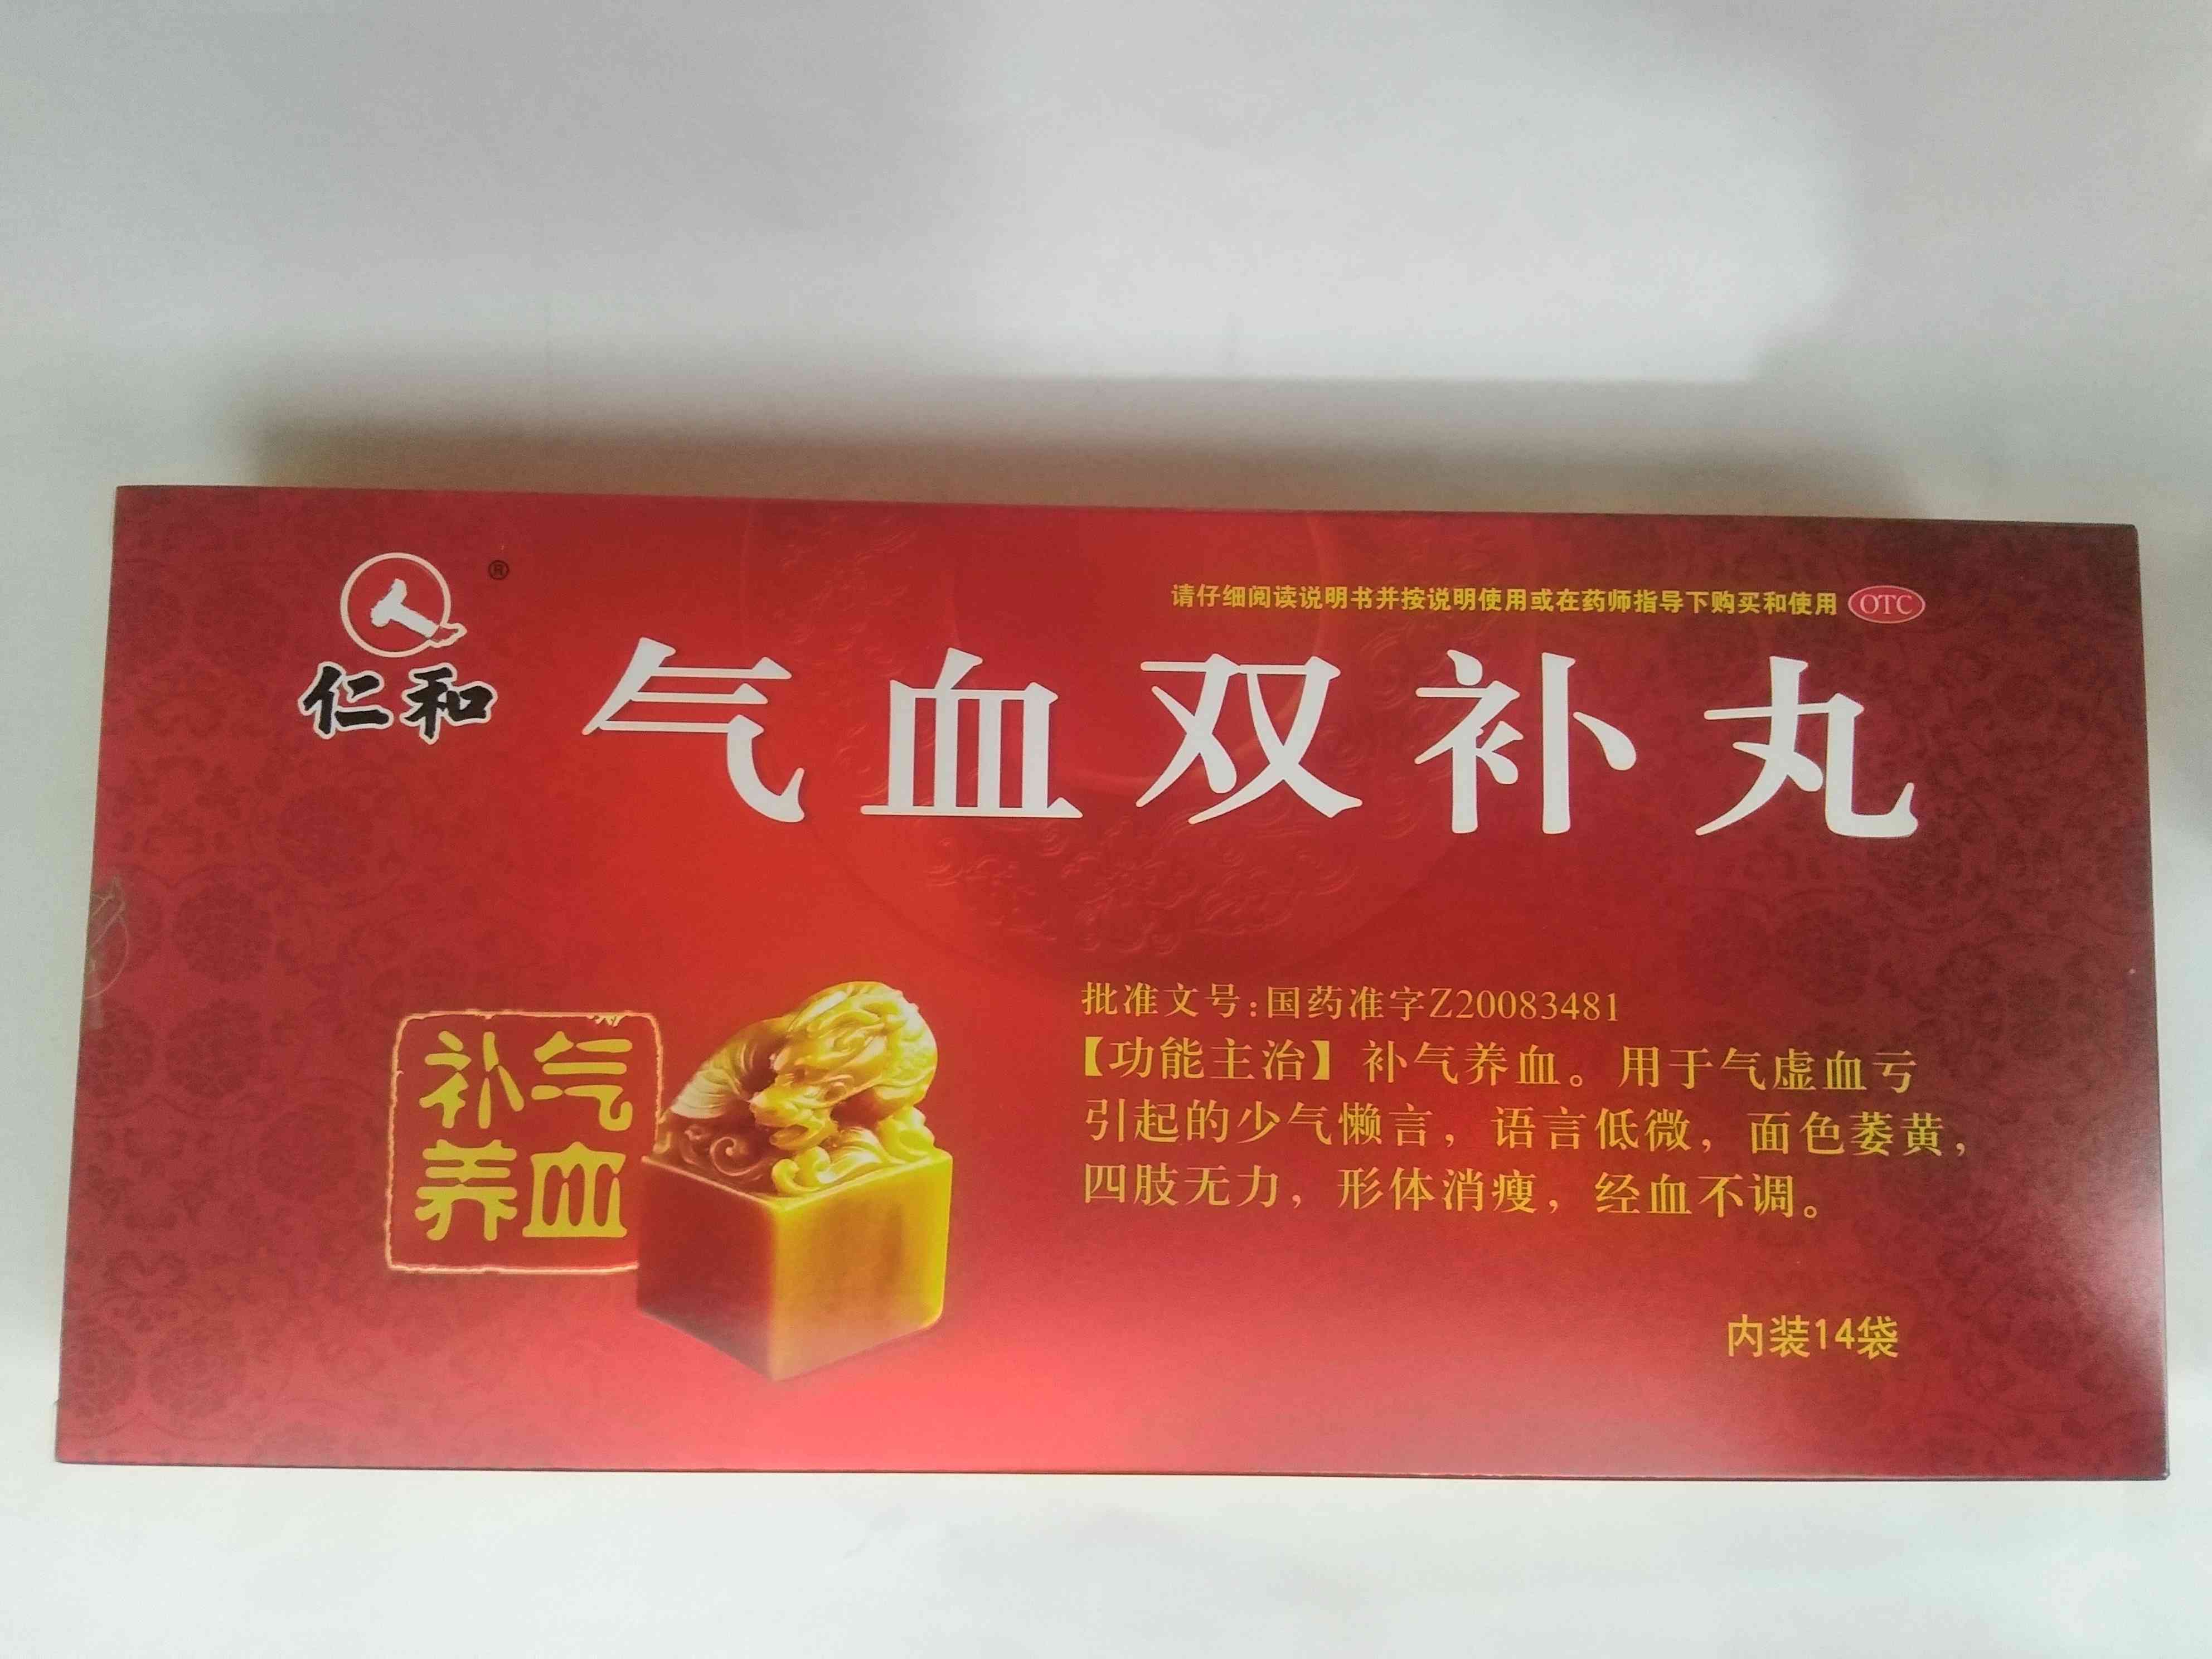 仁和®
请仔细阅读说明书并按说明使用或在药师指导下购买和使用 OTC
气血双补丸
补气
养血
批准文号:国药准字Z20083481
【功能主治】补气养血。用于气虚血亏
引起的少气懒言，语言低微，面色萎黄，
四肢无力，形体消瘦，经血不调。
内装14袋